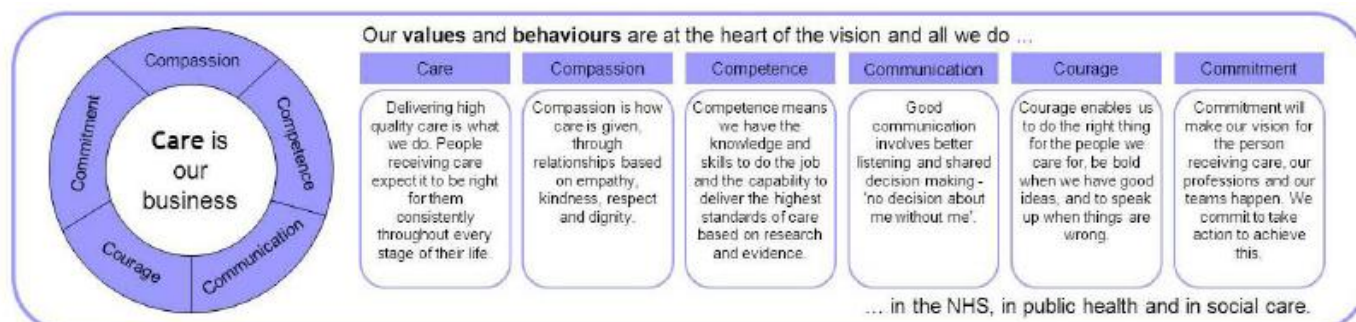 Compassion
Competence
Communication
Courage
Commitment
Care is
our
business
Our values and behaviours are at the heart of the vision and all we do ...
Care
Delivering high
quality care is what
we do. People
receiving care
expect it to be right
for them
consistently
throughout every
stage of their life.
Compassion
Compassion is how
care is given,
through
relationships based
on empathy,
kindness, respect
and dignity.
Competence
Competence means
we have the
knowledge and
skills to do the job
and the capability to
deliver the highest
standards of care
based on research
and evidence.
Communication
Good
communication
involves better
listening and shared
decision making -
'no decision about
me without me'.
Courage
Courage enables us
to do the right thing
for the people we
care for, be bold
when we have good
ideas, and to speak
up when things are
wrong.
Commitment
Commitment will
make our vision for
the person
receiving care, our
professions and our
teams happen. We
commit to take
action to achieve
this.
... in the NHS, in public health and in social care.